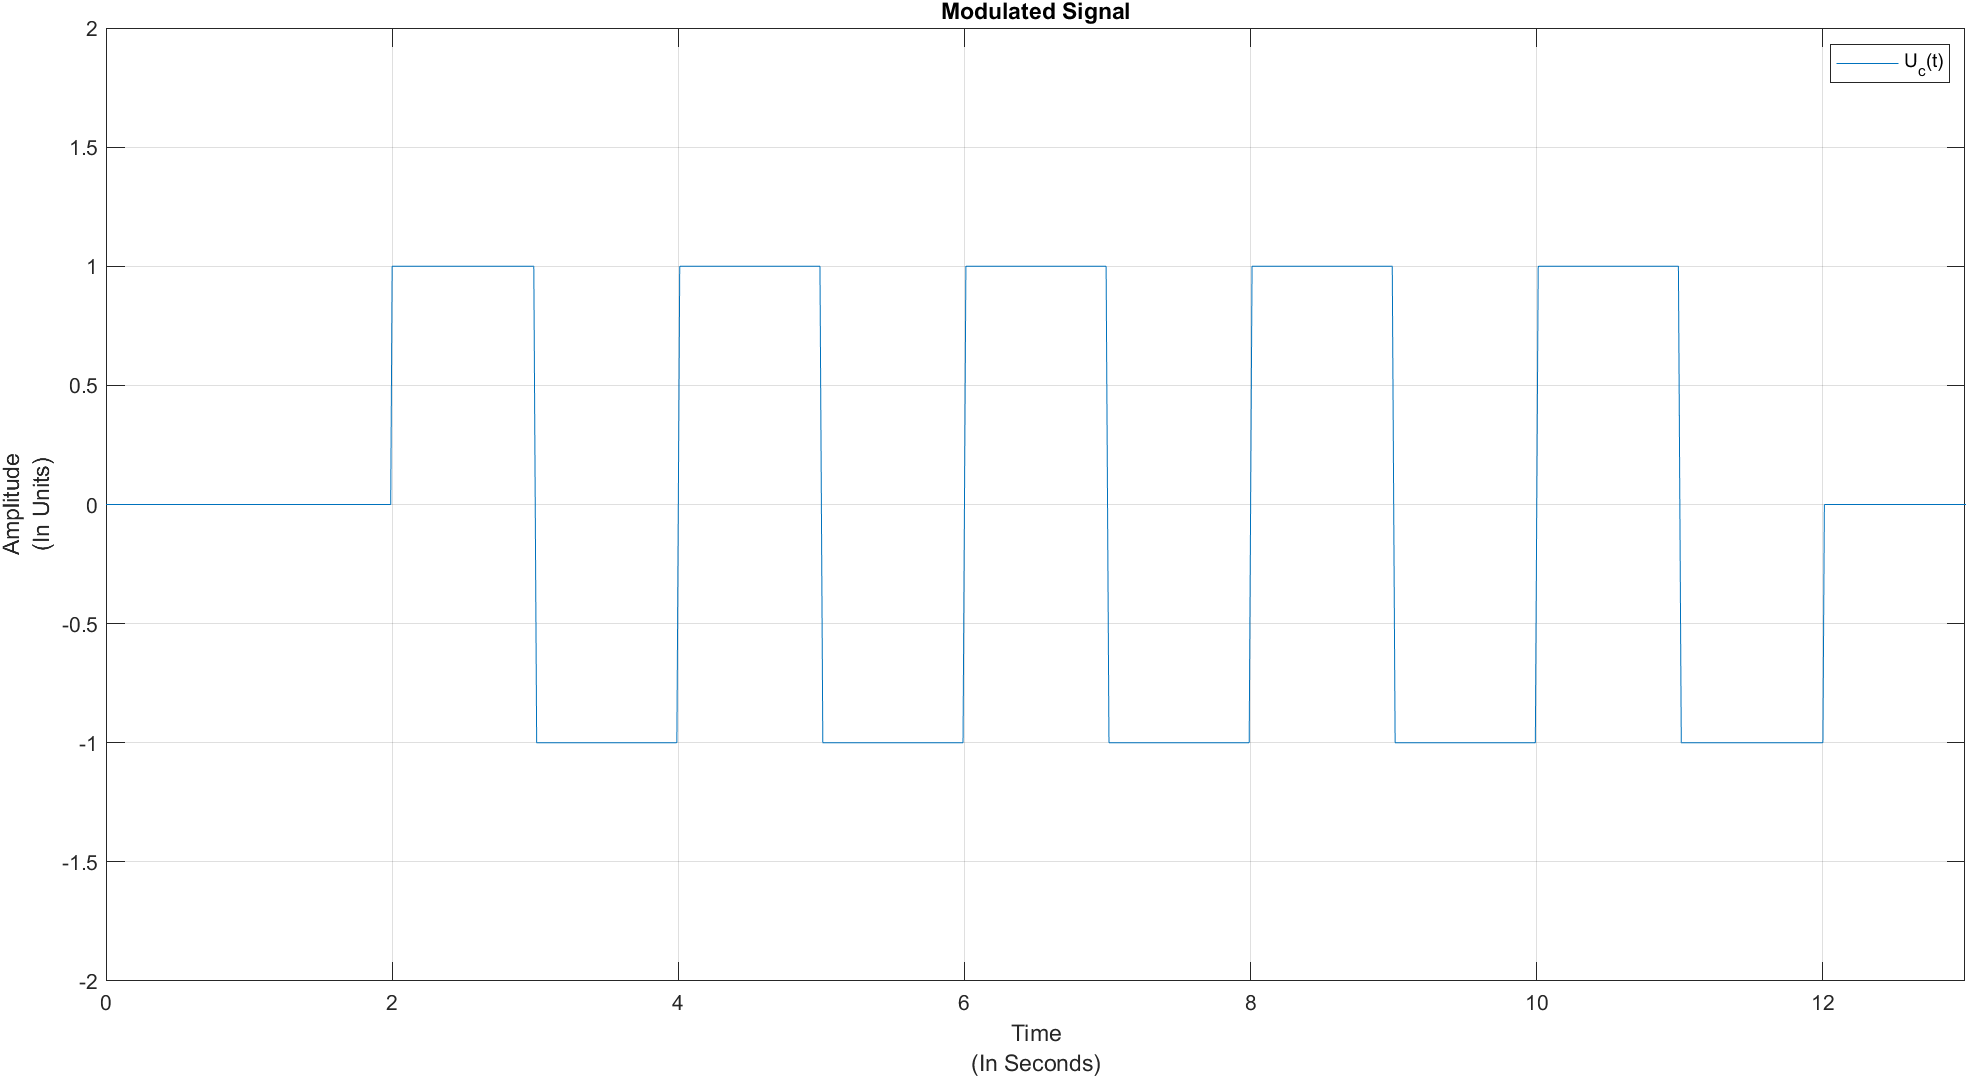 Modulated Signal
U_c(t)
2
1.5
1
0.5
0
-0.5
-1
-1.5
-2
Amplitude
(In Units)
0 2 4 6 8 10 12
Time
(In Seconds)